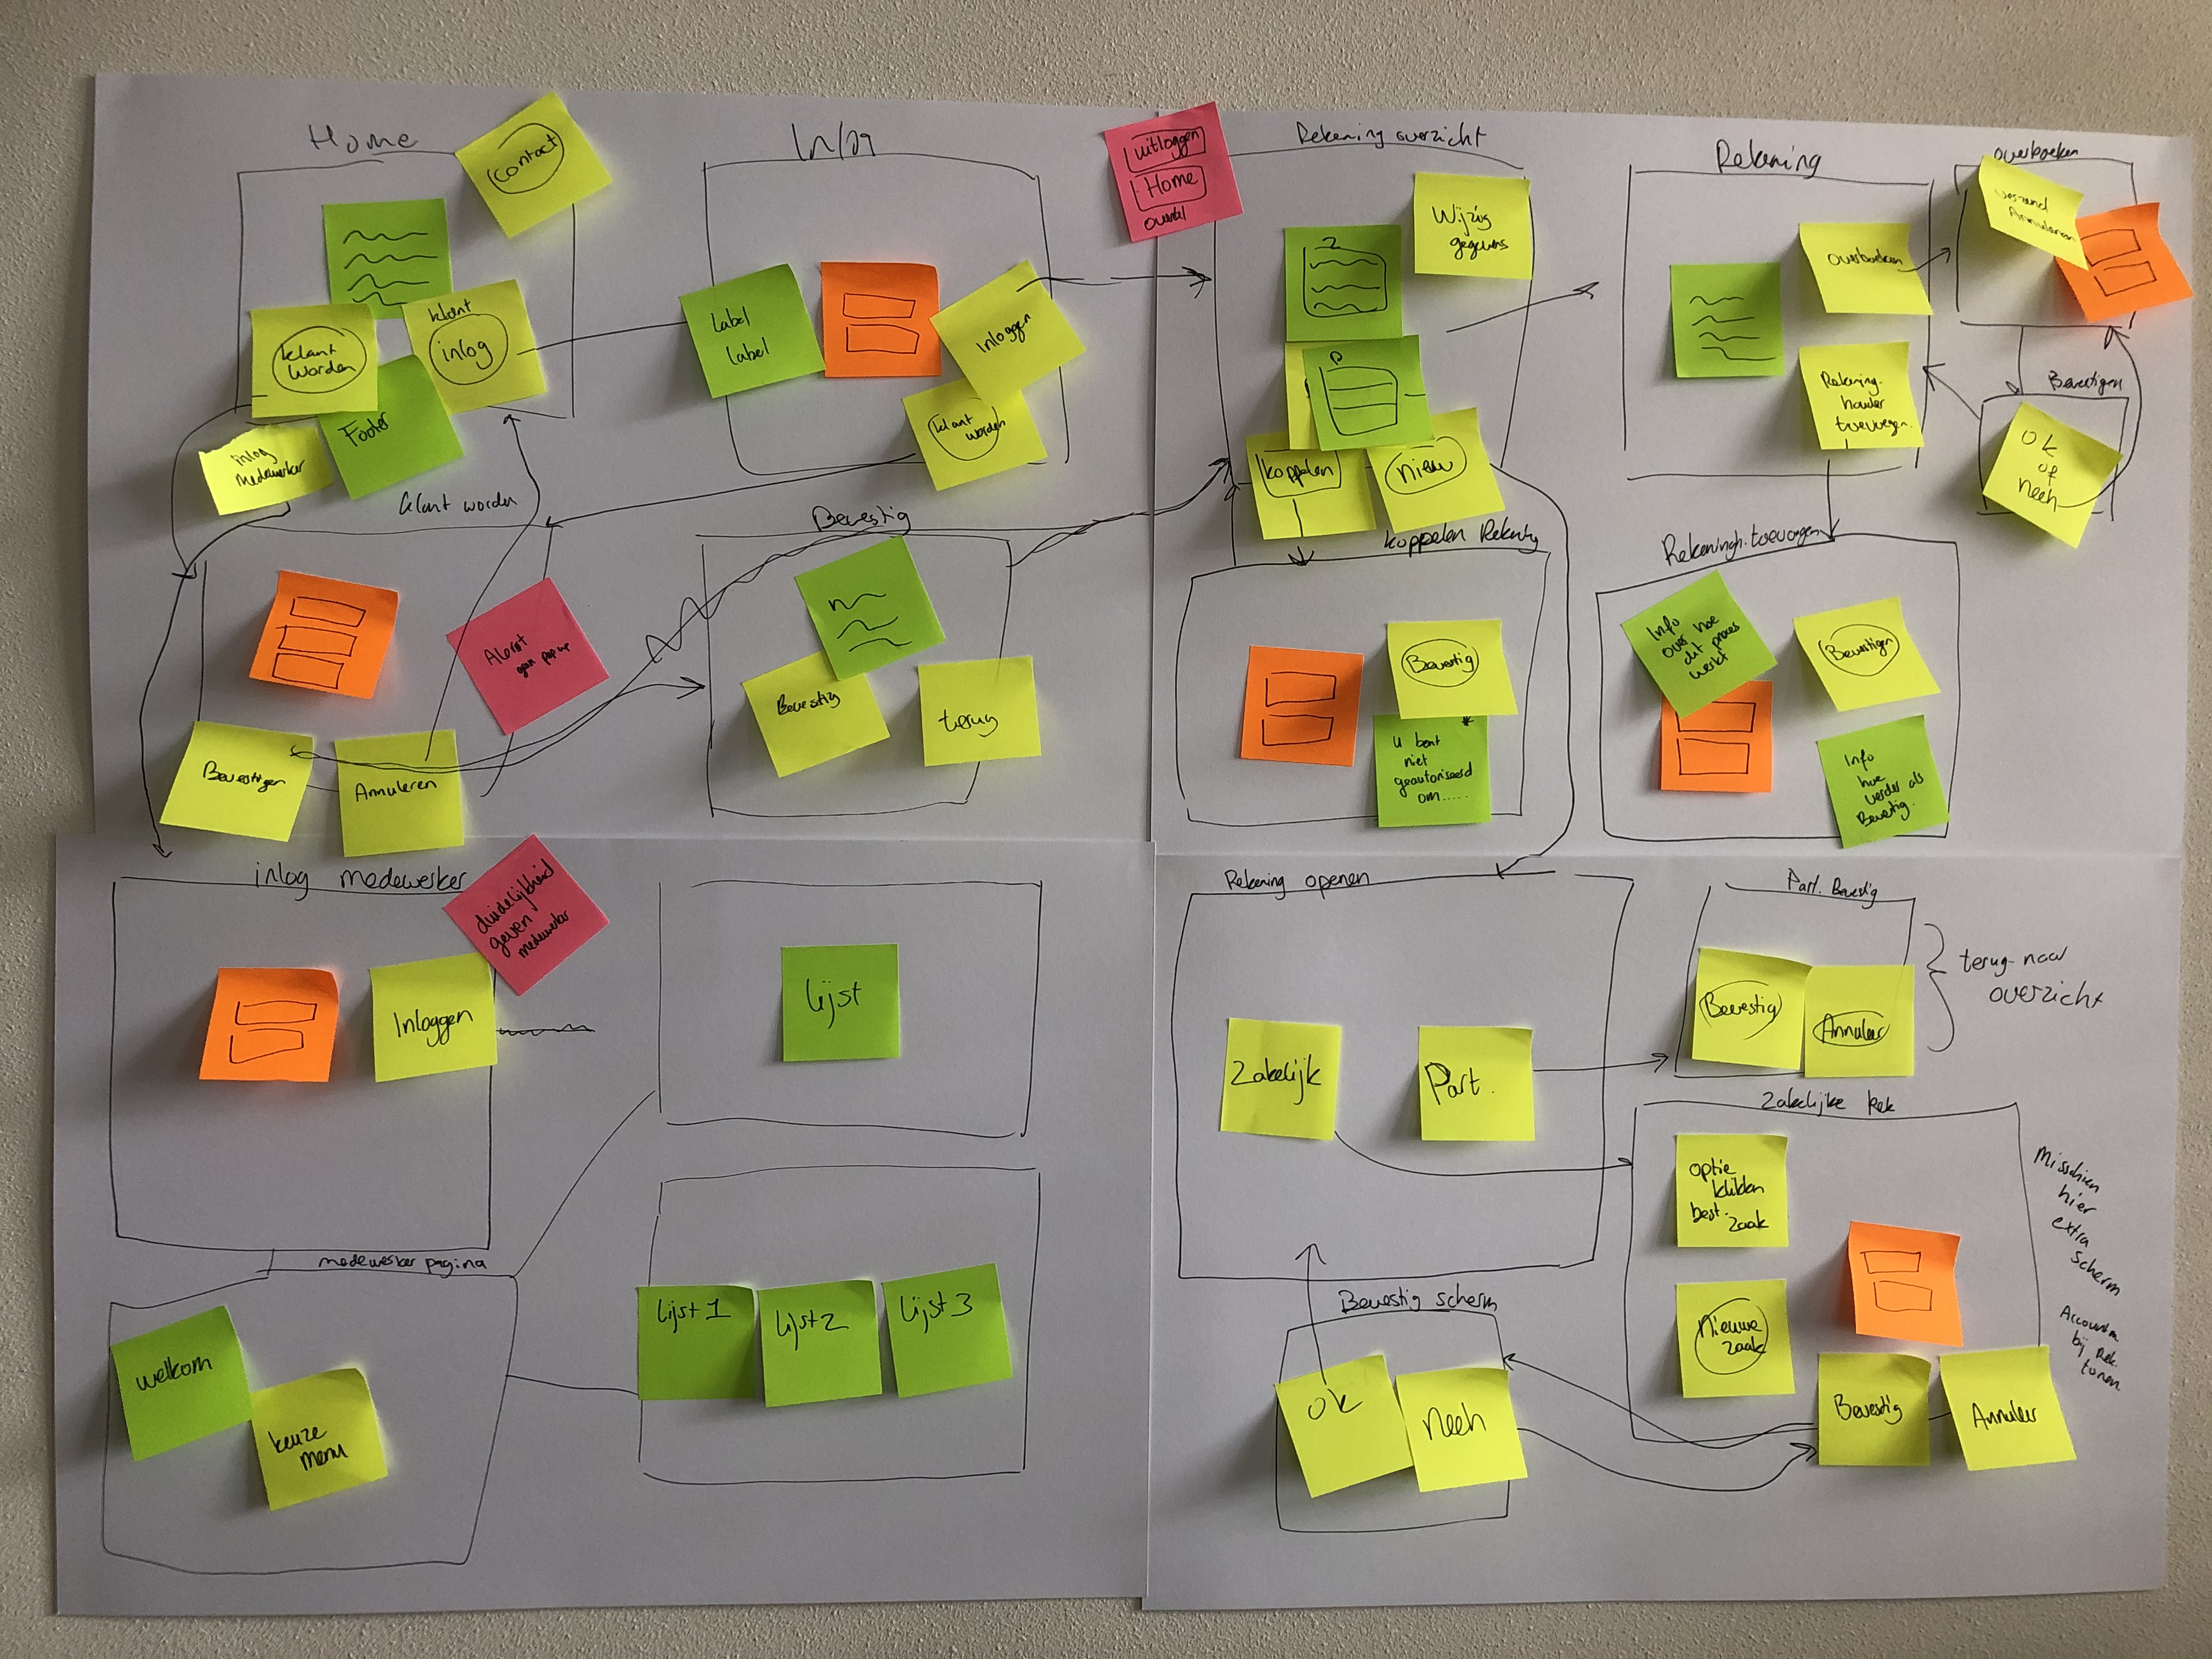 Home
contact
klant
inlog
klant
worden
Footer
inlog
medewerker
Inlog
Label
label
Inloggen
klant
worden
klant worden
Bevestigen
Annuleren
geen pop up
Bevestig
Bevestig
terug
uitloggen
Home
overal
Rekening overzicht
Z
Wijzig
gegevens
P
koppelen
nieuw
Rekening
overboeken
Rekening-
houder
toevoegen.
overboeken
Annuleren
Bevestigen
OK
of
neeh
koppelen Rekening
Bevestig
u bent
niet
geautoriseerd
om......
Rekeningh. toevoegen
Info
over hoe
dit proces
werkt
Bevestigen
Info
hoe
verder als
Bevestig.
inlog medewerker
duidelijkheid
geven
medewerker
Inloggen
lijst
medewerker pagina
welkom
keuze
menu
lijst 1
lijst 2
lijst 3
Rekening openen
Zakelijk
Part.
Part. Bevestig
Bevestig
Annuleer
terug naar
overzicht
Zakelijke Rek
optie
klikken
best.
zaak
nieuwe
zaak
Bevestig
Annuleer
Misschien
hier
extra
scherm
Accountm.
bij Rek.
tonen
Bevestig scherm
ok
neeh